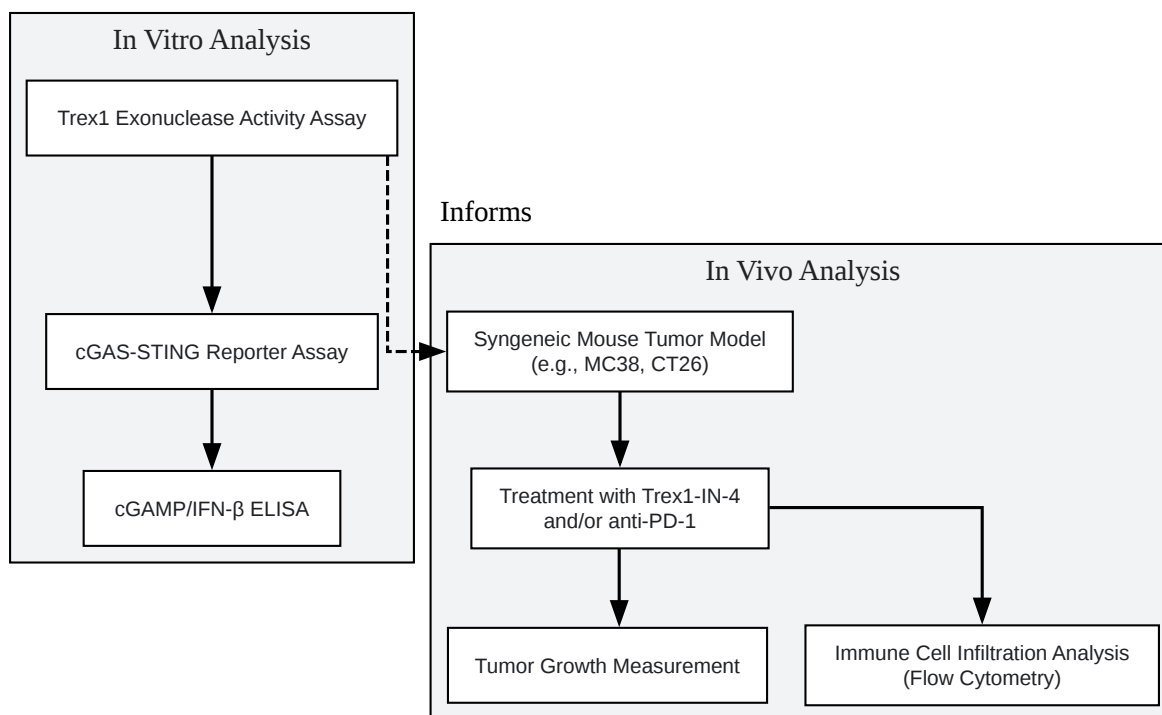 In Vitro Analysis
Trex1 Exonuclease Activity Assay
cGAS-STING Reporter Assay
cGAMP/IFN-β ELISA
Informs
In Vivo Analysis
Syngeneic Mouse Tumor Model
(e.g., MC38, CT26)
Treatment with Trex1-IN-4
and/or anti-PD-1
Tumor Growth Measurement
Immune Cell Infiltration Analysis
(Flow Cytometry)